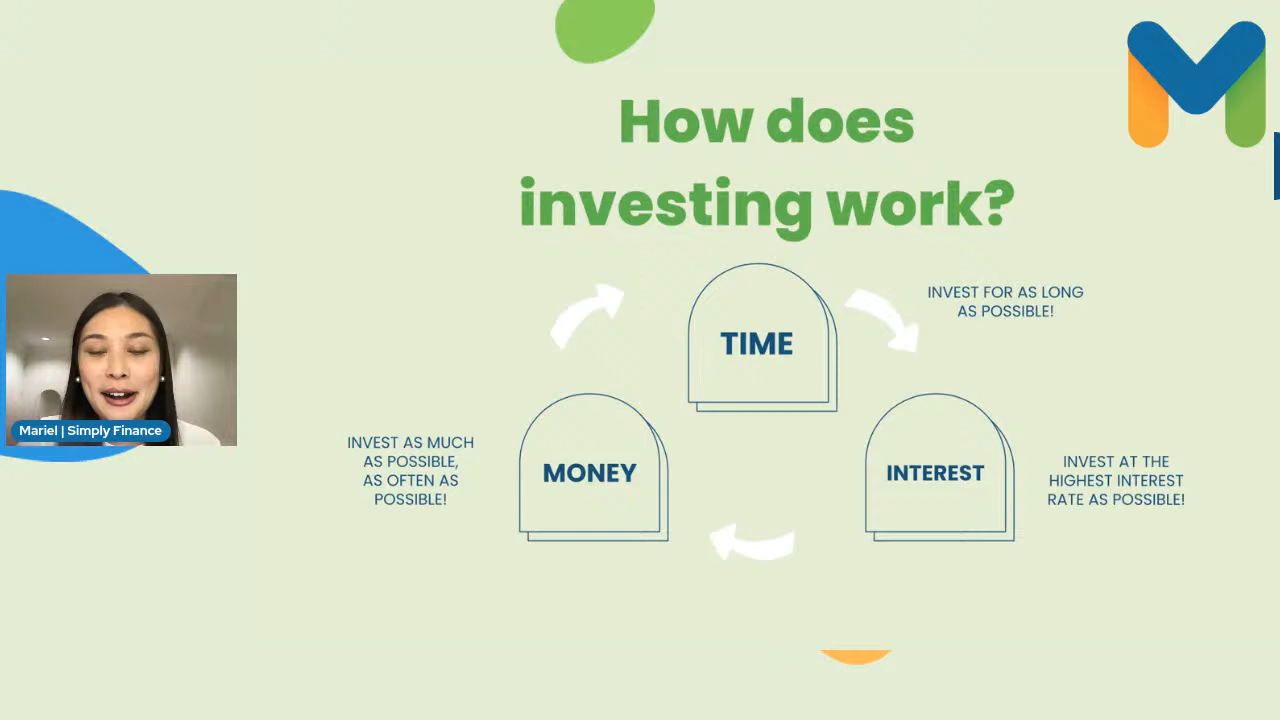 How does
investing work?
TIME
INVEST FOR AS LONG
AS POSSIBLE!
MONEY
INVEST AS MUCH
AS POSSIBLE,
AS OFTEN AS
POSSIBLE!
INTEREST
INVEST AT THE
HIGHEST INTEREST
RATE AS POSSIBLE!
Mariel | Simply Finance